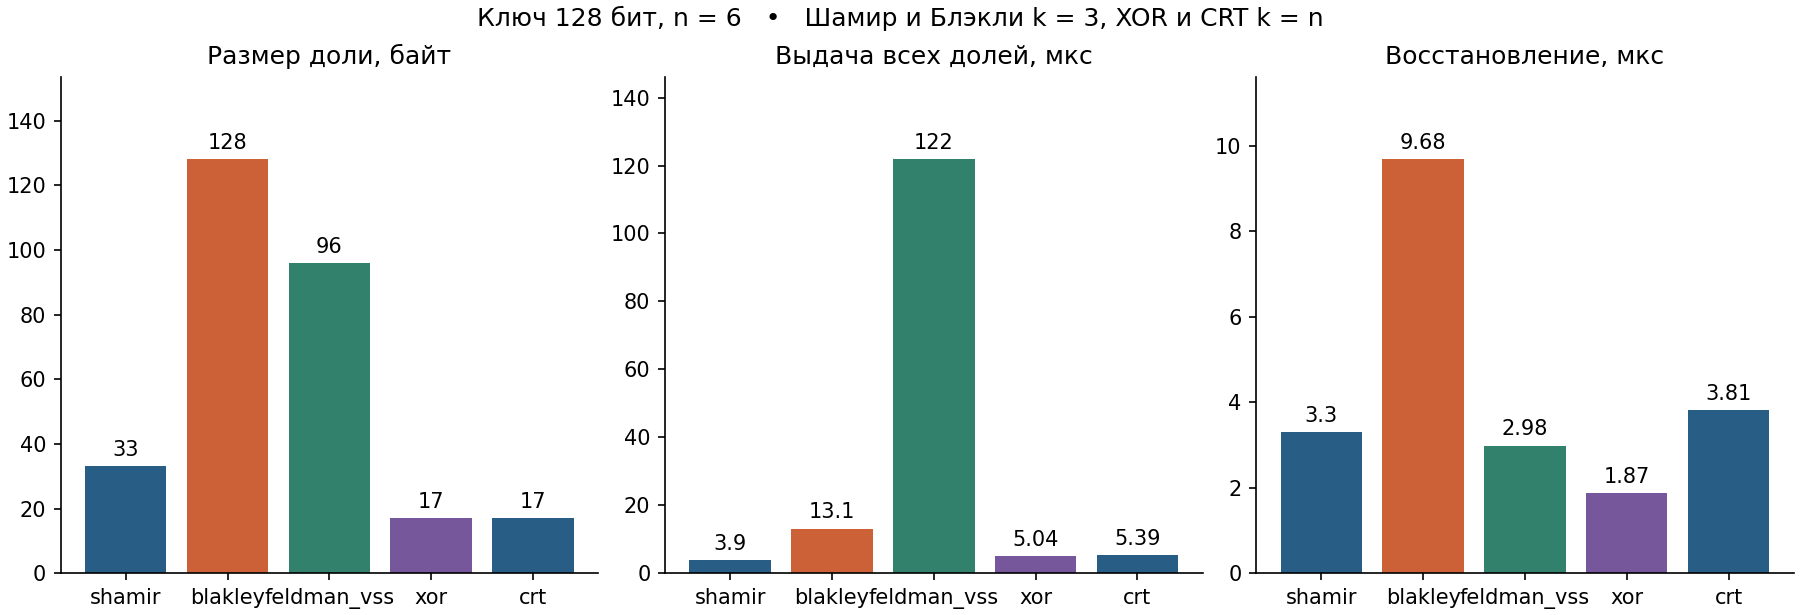 Ключ 128 бит, n = 6 • Шамир и Блэкли k = 3, XOR и CRT k = n
Размер доли, байт
140
120
100
80
60
40
20
0
33
128
96
17
17
shamir
blakley
feldman_vss
xor
crt
Выдача всех долей, мкс
140
120
100
80
60
40
20
0
3.9
13.1
122
5.04
5.39
shamir
blakley
feldman_vss
xor
crt
Восстановление, мкс
10
8
6
4
2
0
3.3
9.68
2.98
1.87
3.81
shamir
blakley
feldman_vss
xor
crt